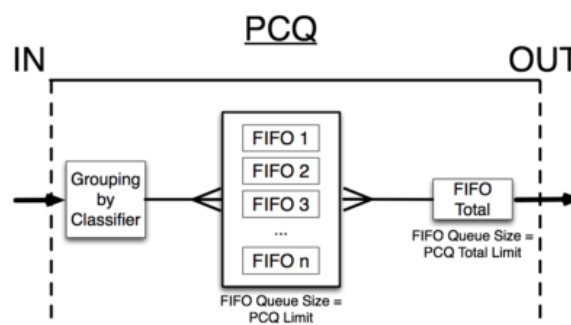 PCQ
IN
OUT
Grouping
by
Classifier
FIFO 1
FIFO 2
FIFO 3
...
FIFO n
FIFO Queue Size =
PCQ Limit
FIFO
Total
FIFO Queue Size =
PCQ Total Limit